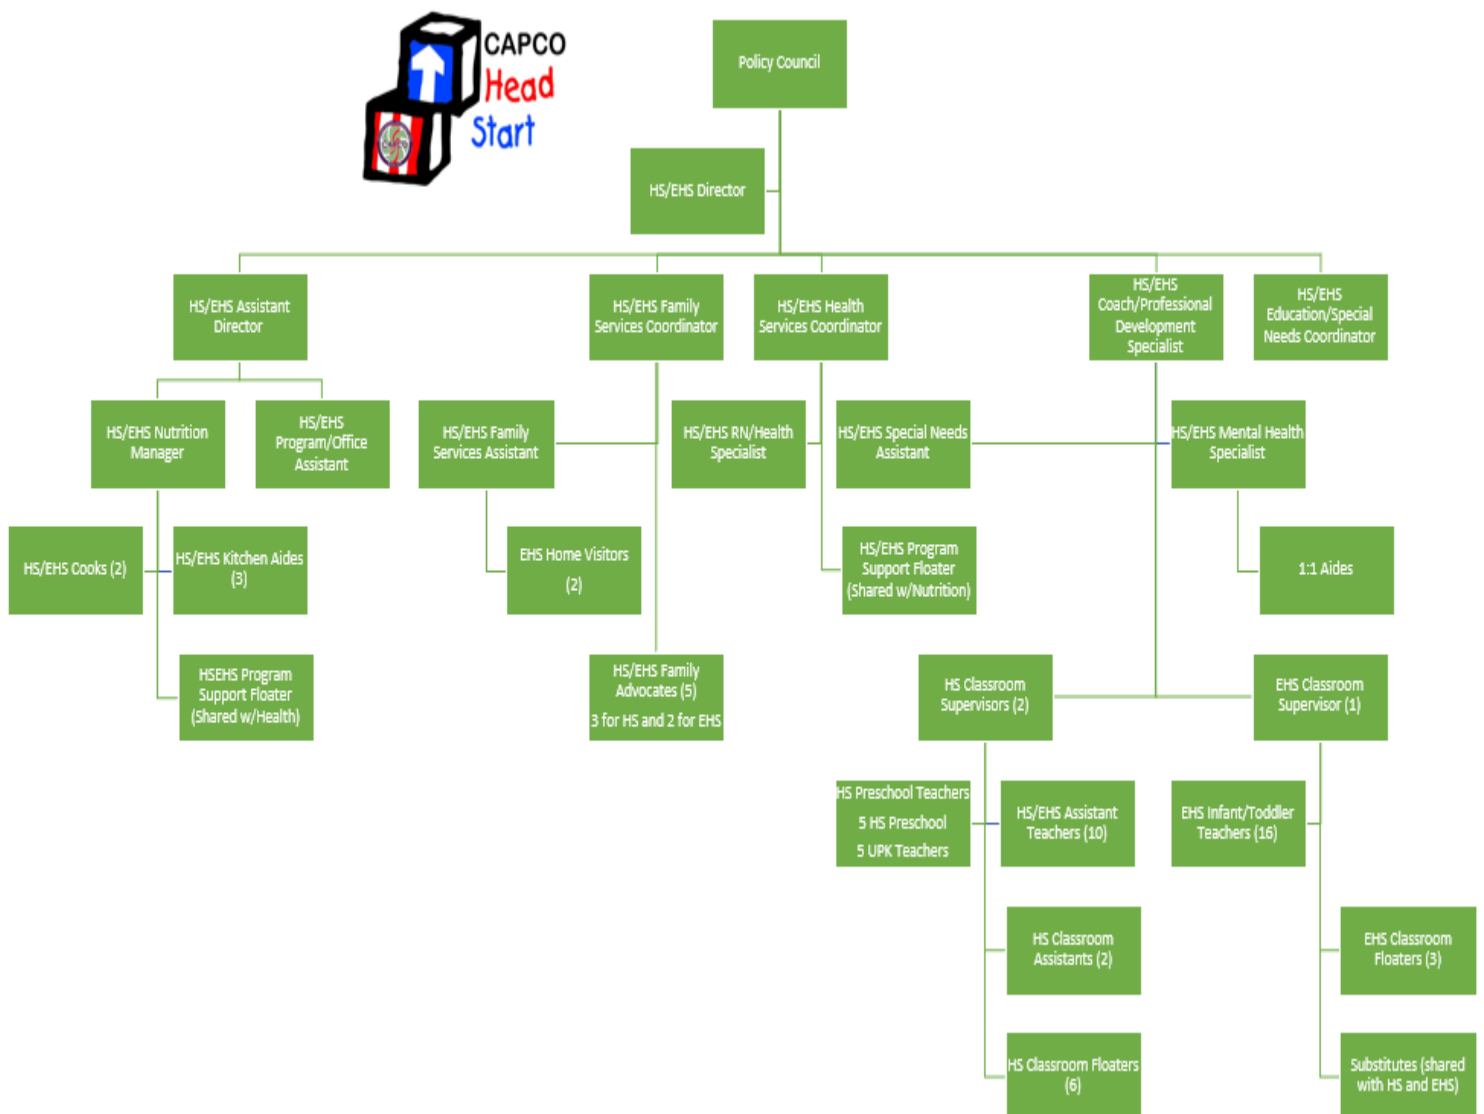 CAPCO
Head
Start
CAPCO
Policy Council
HS/EHS Director
HS/EHS Assistant
Director
HS/EHS Family
Services Coordinator
HS/EHS Health
Services Coordinator
HS/EHS
Coach/Professional
Development
Specialist
HS/EHS
Education/Special
Needs Coordinator
HS/EHS Nutrition
Manager
HS/EHS
Program/Office
Assistant
HS/EHS Family
Services Assistant
HS/EHS RN/Health
Specialist
HS/EHS Special Needs
Assistant
HS/EHS Mental Health
Specialist
HS/EHS Cooks (2)
HS/EHS Kitchen Aides
(3)
EHS Home Visitors
(2)
HS/EHS Program
Support Floater
(Shared w/Nutrition)
1:1 Aides
HSEHS Program
Support Floater
(Shared w/Health)
HS/EHS Family
Advocates (5)
3 for HS and 2 for EHS
HS Classroom
Supervisors (2)
EHS Classroom
Supervisor (1)
HS Preschool Teachers
5 HS Preschool
5 UPK Teachers
HS/EHS Assistant
Teachers (10)
EHS Infant/Toddler
Teachers (16)
HS Classroom
Assistants (2)
EHS Classroom
Floaters (3)
HS Classroom Floaters
(6)
Substitutes (shared
with HS and EHS)